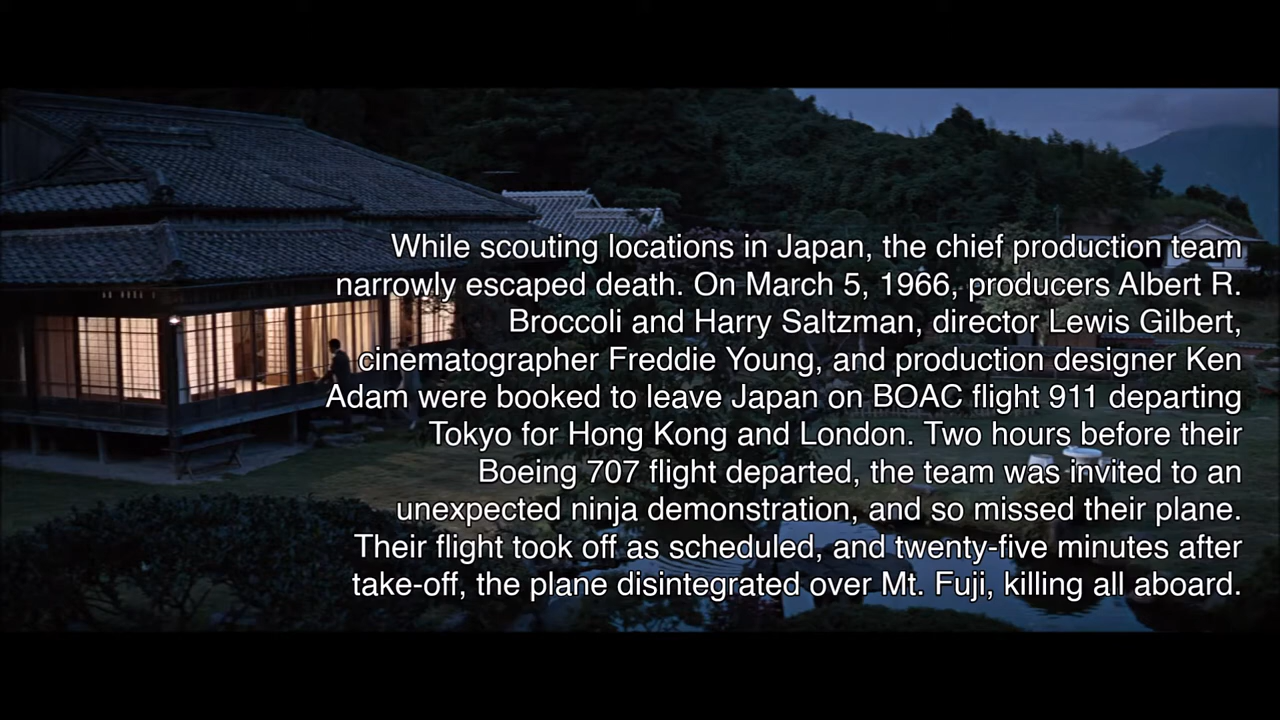 While scouting locations in Japan, the chief production team
narrowly escaped death. On March 5, 1966, producers Albert R.
Broccoli and Harry Saltzman, director Lewis Gilbert,
cinematographer Freddie Young, and production designer Ken
Adam were booked to leave Japan on BOAC flight 911 departing
Tokyo for Hong Kong and London. Two hours before their
Boeing 707 flight departed, the team was invited to an
unexpected ninja demonstration, and so missed their plane.
Their flight took off as scheduled, and twenty-five minutes after
take-off, the plane disintegrated over Mt. Fuji, killing all aboard.